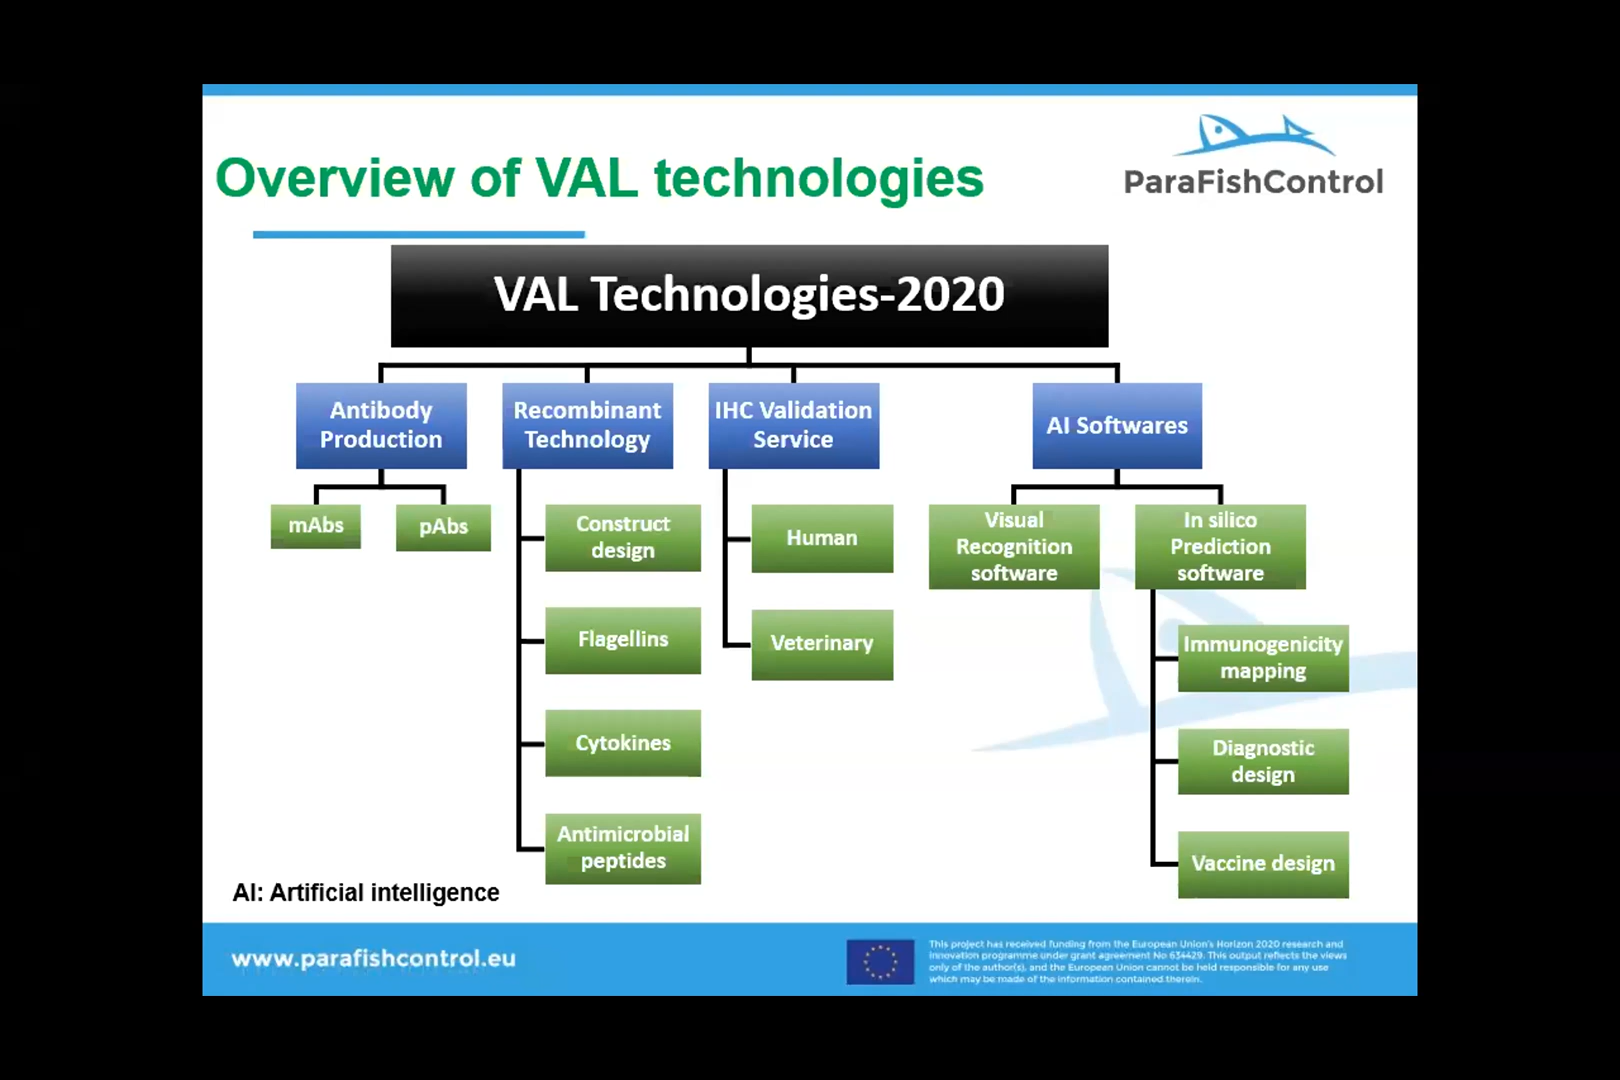 Overview of VAL technologies
ParaFishControl
VAL Technologies-2020
Antibody
Production
Recombinant
Technology
IHC Validation
Service
AI Softwares
mAbs
pAbs
Construct
design
Flagellins
Cytokines
Antimicrobial
peptides
Human
Veterinary
Visual
Recognition
software
In silico
Prediction
software
Immunogenicity
mapping
Diagnostic
design
Vaccine design
AI: Artificial intelligence
www.parafishcontrol.eu
This project has received funding from the European Union's Horizon 2020 research and
innovation programme under grant agreement No 634429. This output reflects the views
only of the author(s), and the European Union cannot be held responsible for any use
which may be made of the information contained therein.